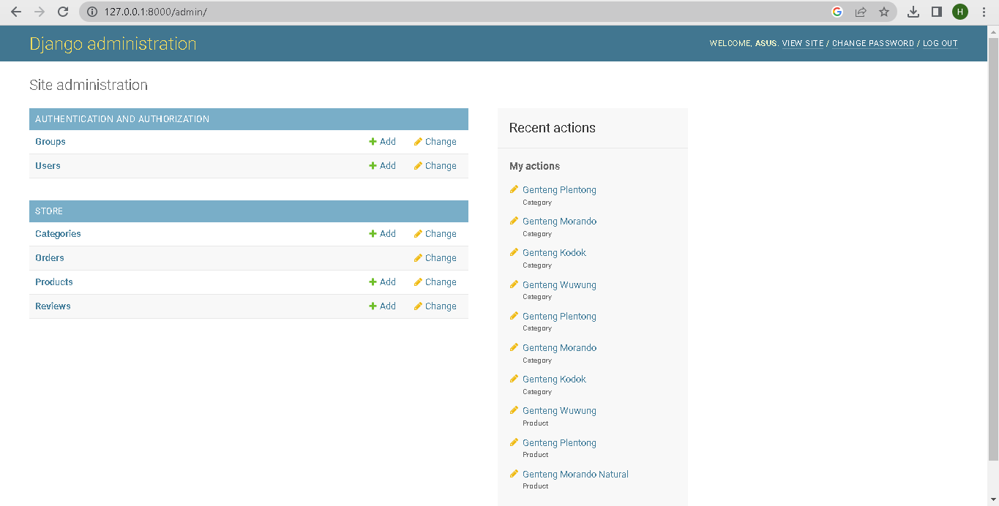 127.0.0.1:8000/admin/
H
Django administration
WELCOME, ASUS. VIEW SITE / CHANGE PASSWORD / LOG OUT
Site administration
AUTHENTICATION AND AUTHORIZATION
Groups Add Change
Users Add Change
STORE
Categories Add Change
Orders Change
Products Add Change
Reviews Add Change
Recent actions
My actions
Genteng Plentong
Category
Genteng Morando
Category
Genteng Kodok
Category
Genteng Wuwung
Category
Genteng Plentong
Category
Genteng Morando
Category
Genteng Kodok
Category
Genteng Wuwung
Product
Genteng Plentong
Product
Genteng Morando Natural
Product